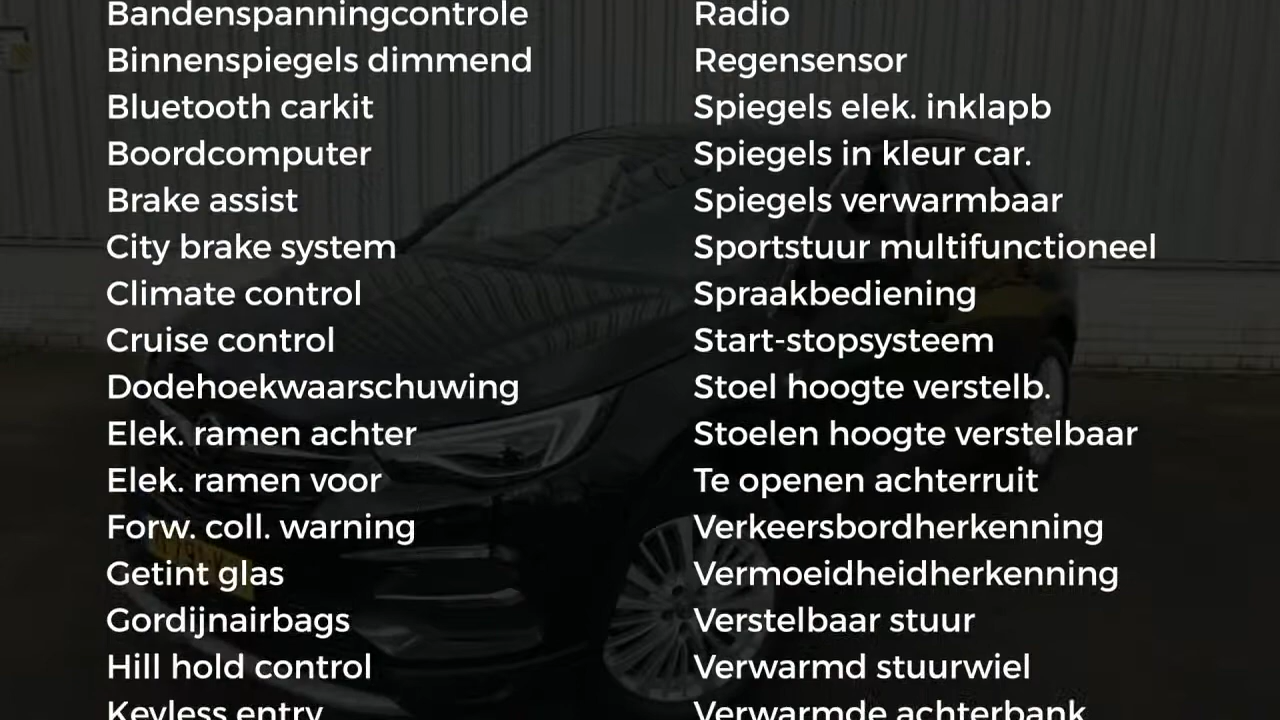 Bandenspanningcontrole
Binnenspiegels dimmend
Bluetooth carkit
Boordcomputer
Brake assist
City brake system
Climate control
Cruise control
Dodehoekwaarschuwing
Elek. ramen achter
Elek. ramen voor
Forw. coll. warning
Getint glas
Gordijnairbags
Hill hold control
Keyless entry
Radio
Regensensor
Spiegels elek. inklapb
Spiegels in kleur car.
Spiegels verwarmbaar
Sportstuur multifunctioneel
Spraakbediening
Start-stopsysteem
Stoel hoogte verstelb.
Stoelen hoogte verstelbaar
Te openen achterruit
Verkeersbordherkenning
Vermoeidheidherkenning
Verstelbaar stuur
Verwarmd stuurwiel
Verwarmde achterbank